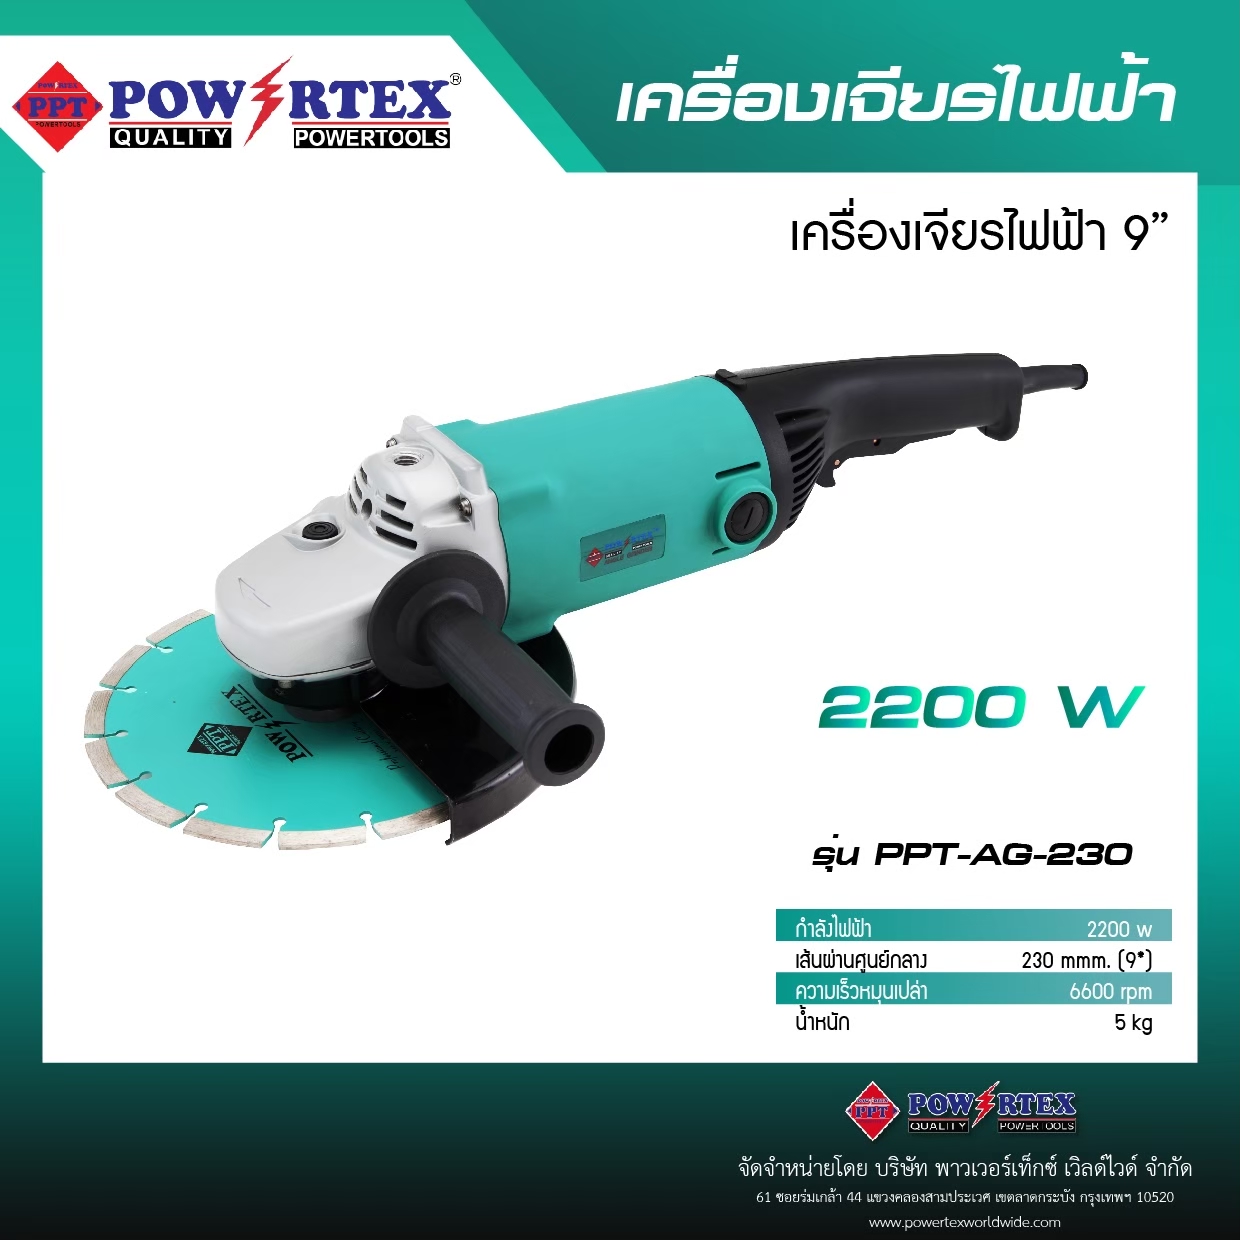 POWERTEX
PPT
POWERTOOLS
POWERTEX®
QUALITY POWERTOOLS
เครื่องเจียรไฟฟ้า
เครื่องเจียรไฟฟ้า 9”
POWERTEX
POWERTEX
PPT
2200 W
รุ่น PPT-AG-230
กำลังไฟฟ้า 2200 w
เส้นผ่านศูนย์กลาง 230 mmm. (9*)
ความเร็วหมุนเปล่า 6600 rpm
น้ำหนัก 5 kg
PPT
POWERTEX
QUALITY POWERTOOLS
จัดจำหน่ายโดย บริษัท พาวเวอร์เท็กซ์ เวิลด์ไวด์ จำกัด
61 ซอยร่มเกล้า 44 แขวงคลองสามประเวศ เขตลาดกระบัง กรุงเทพฯ 10520
www.powertexworldwide.com